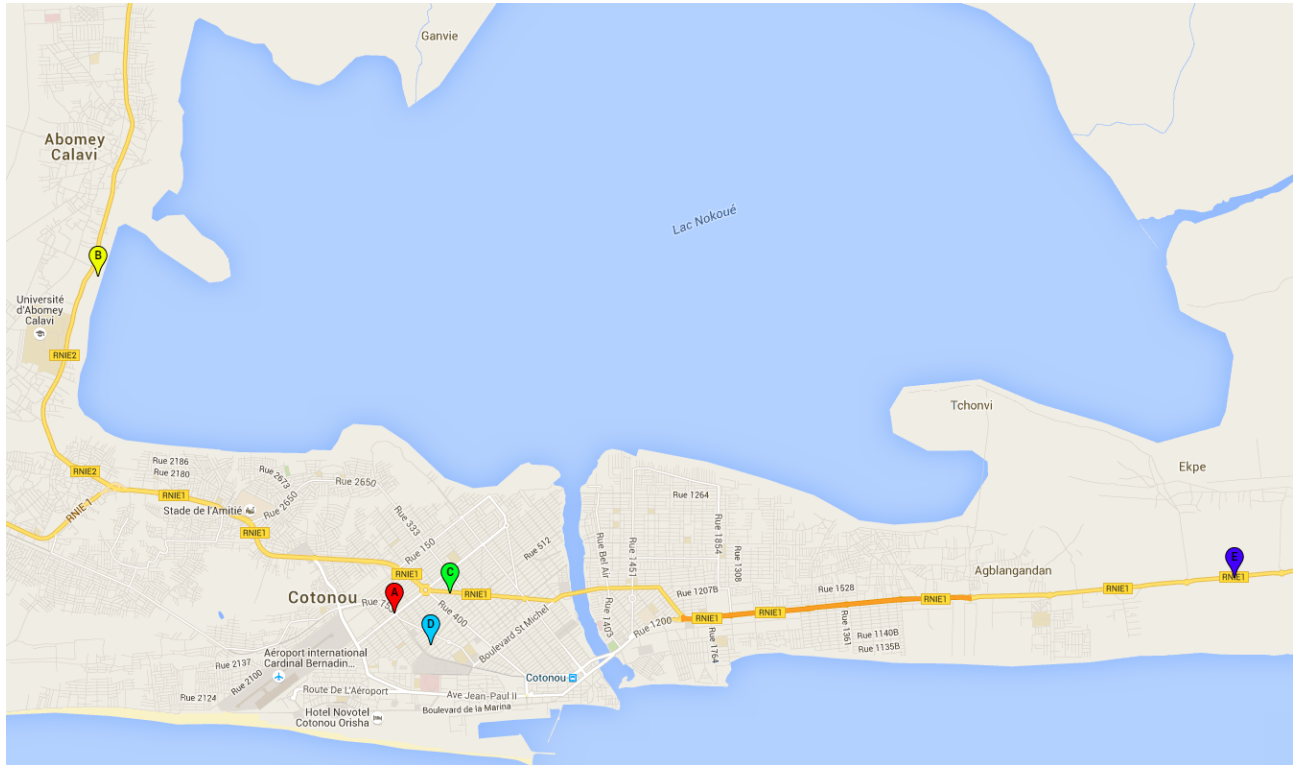 Ganvie
Abomey
Calavi
Lac Nokoué
B
Université
d'Abomey
Calavi
RNIE2
Tchonvi
Ekpe
Rue 2186
Rue 2180
RNIE2
Rue 2673
Rue 2650
Rue 2650
RNIE1
RNIE 1
Stade de l'Amitié
RNIE1
Rue 333
Rue 150
Rue 512
Rue 1264
Rue 1854
Rue 1308
Rue 1451
Rue Bel Air
E
RNIE1
Agblangandan
RNIE1
RNIE1
C
RNIE1
A
Cotonou
Rue 400
D
Boulevard St Michel
Rue 1207B
Rue 1528
RNIE1
RNIE1
RNIE1
Rue 1200
Rue 1403
Rue 1764
Rue 1361
Rue 1140B
Rue 1135B
Aéroport international
Cardinal Bernadin...
Rue 2137
Rue 2100
Rue 2124
Route De L'Aéroport
Cotonou
Ave Jean-Paul II
Boulevard de la Marina
Hotel Novotel
Cotonou Orisha